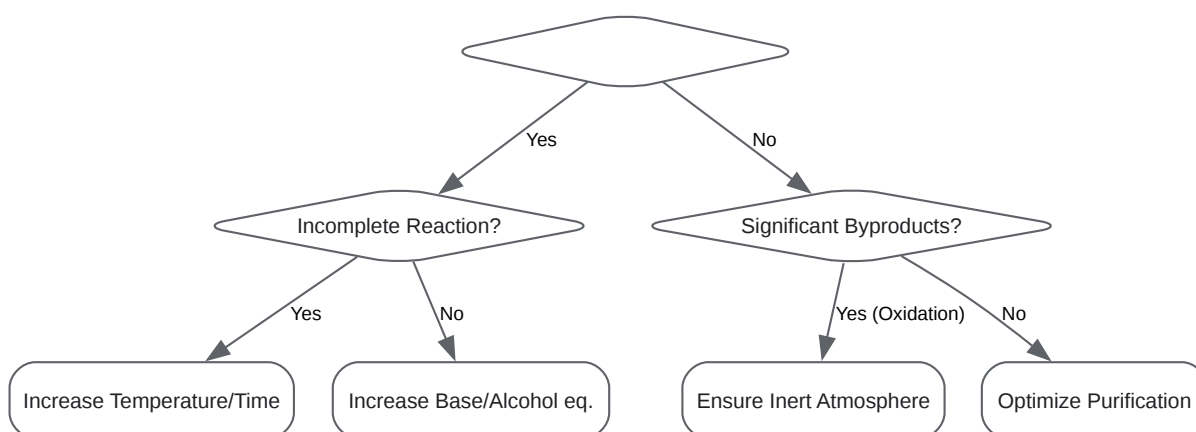 Yes
No
Incomplete Reaction?
Significant Byproducts?
Yes
No
Yes (Oxidation)
No
Increase Temperature/Time
Increase Base/Alcohol eq.
Ensure Inert Atmosphere
Optimize Purification